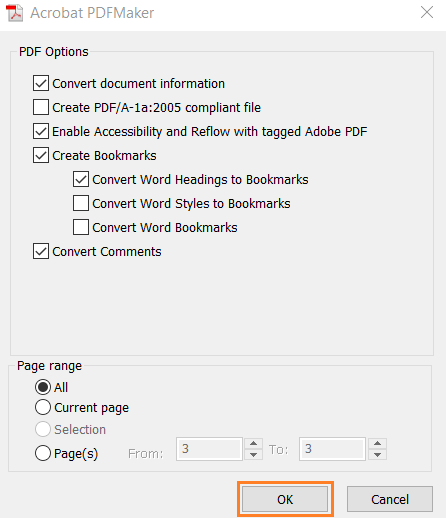 Acrobat PDFMaker
PDF Options
Convert document information
Create PDF/A-1a:2005 compliant file
Enable Accessibility and Reflow with tagged Adobe PDF
Create Bookmarks
Convert Word Headings to Bookmarks
Convert Word Styles to Bookmarks
Convert Word Bookmarks
Convert Comments
Page range
All
Current page
Selection
Page(s) From: 3 To: 3
OK Cancel